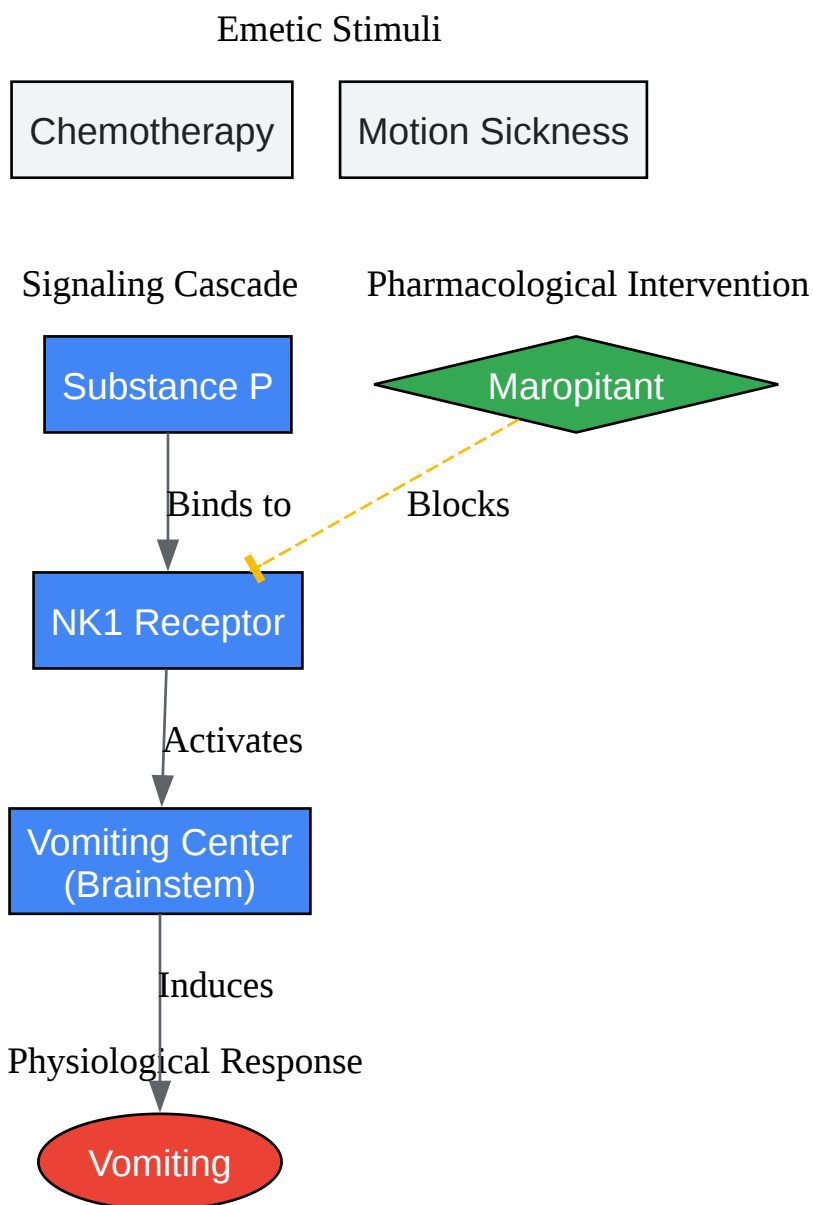 Emetic Stimuli
Chemotherapy
Motion Sickness
Signaling Cascade
Pharmacological Intervention
Substance P
Maropitant
Binds to
Blocks
NK1 Receptor
Activates
Vomiting Center
(Brainstem)
Induces
Physiological Response
Vomiting